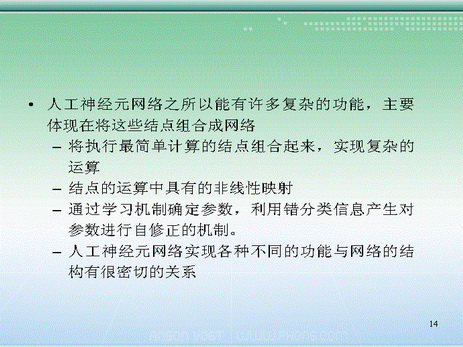 • 人工神经元网络之所以能有许多复杂的功能，主要
体现在将这些结点组合成网络
– 将执行最简单计算的结点组合起来，实现复杂的
运算
– 结点的运算中具有的非线性映射
– 通过学习机制确定参数，利用错分类信息产生对
参数进行自修正的机制。
– 人工神经元网络实现各种不同的功能与网络的结
构有很密切的关系
14